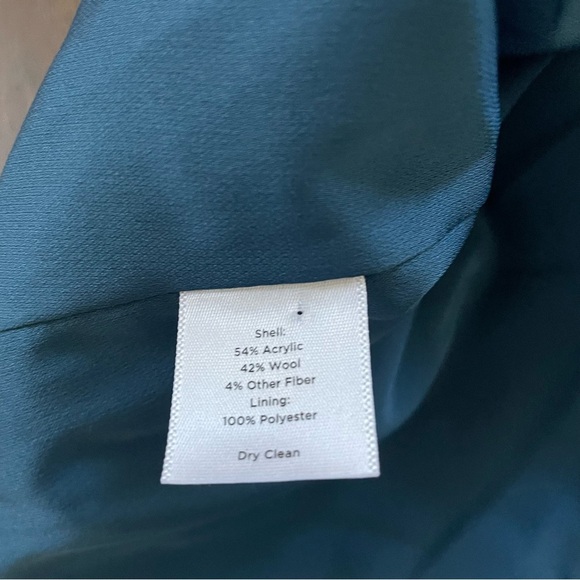 Shell:
54% Acrylic
42% Wool
4% Other Fiber
Lining:
100% Polyester
Dry Clean